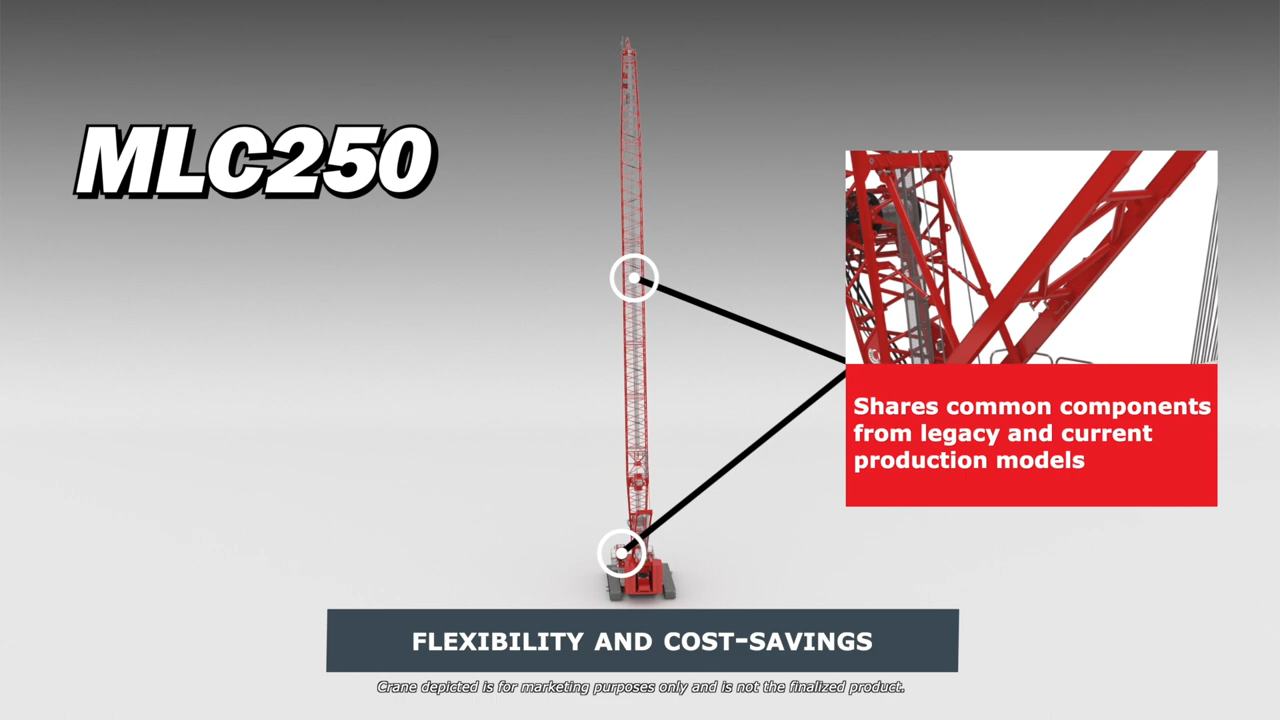 MLC250
Shares common components
from legacy and current
production models
FLEXIBILITY AND COST-SAVINGS
Crane depicted is for marketing purposes only and is not the finalized product.